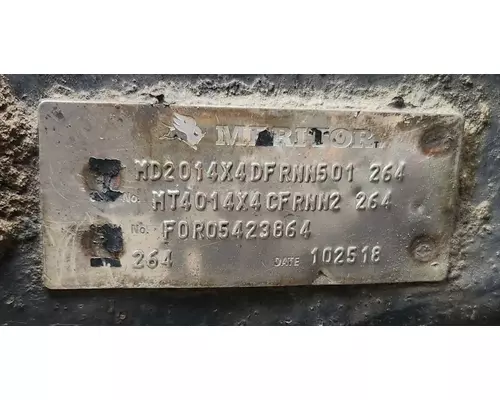 MERITOR
MD2014X4DFRNN501 264
No. MT4014X4CFRNN2 264
No. FOR05423864
264 DATE 102518